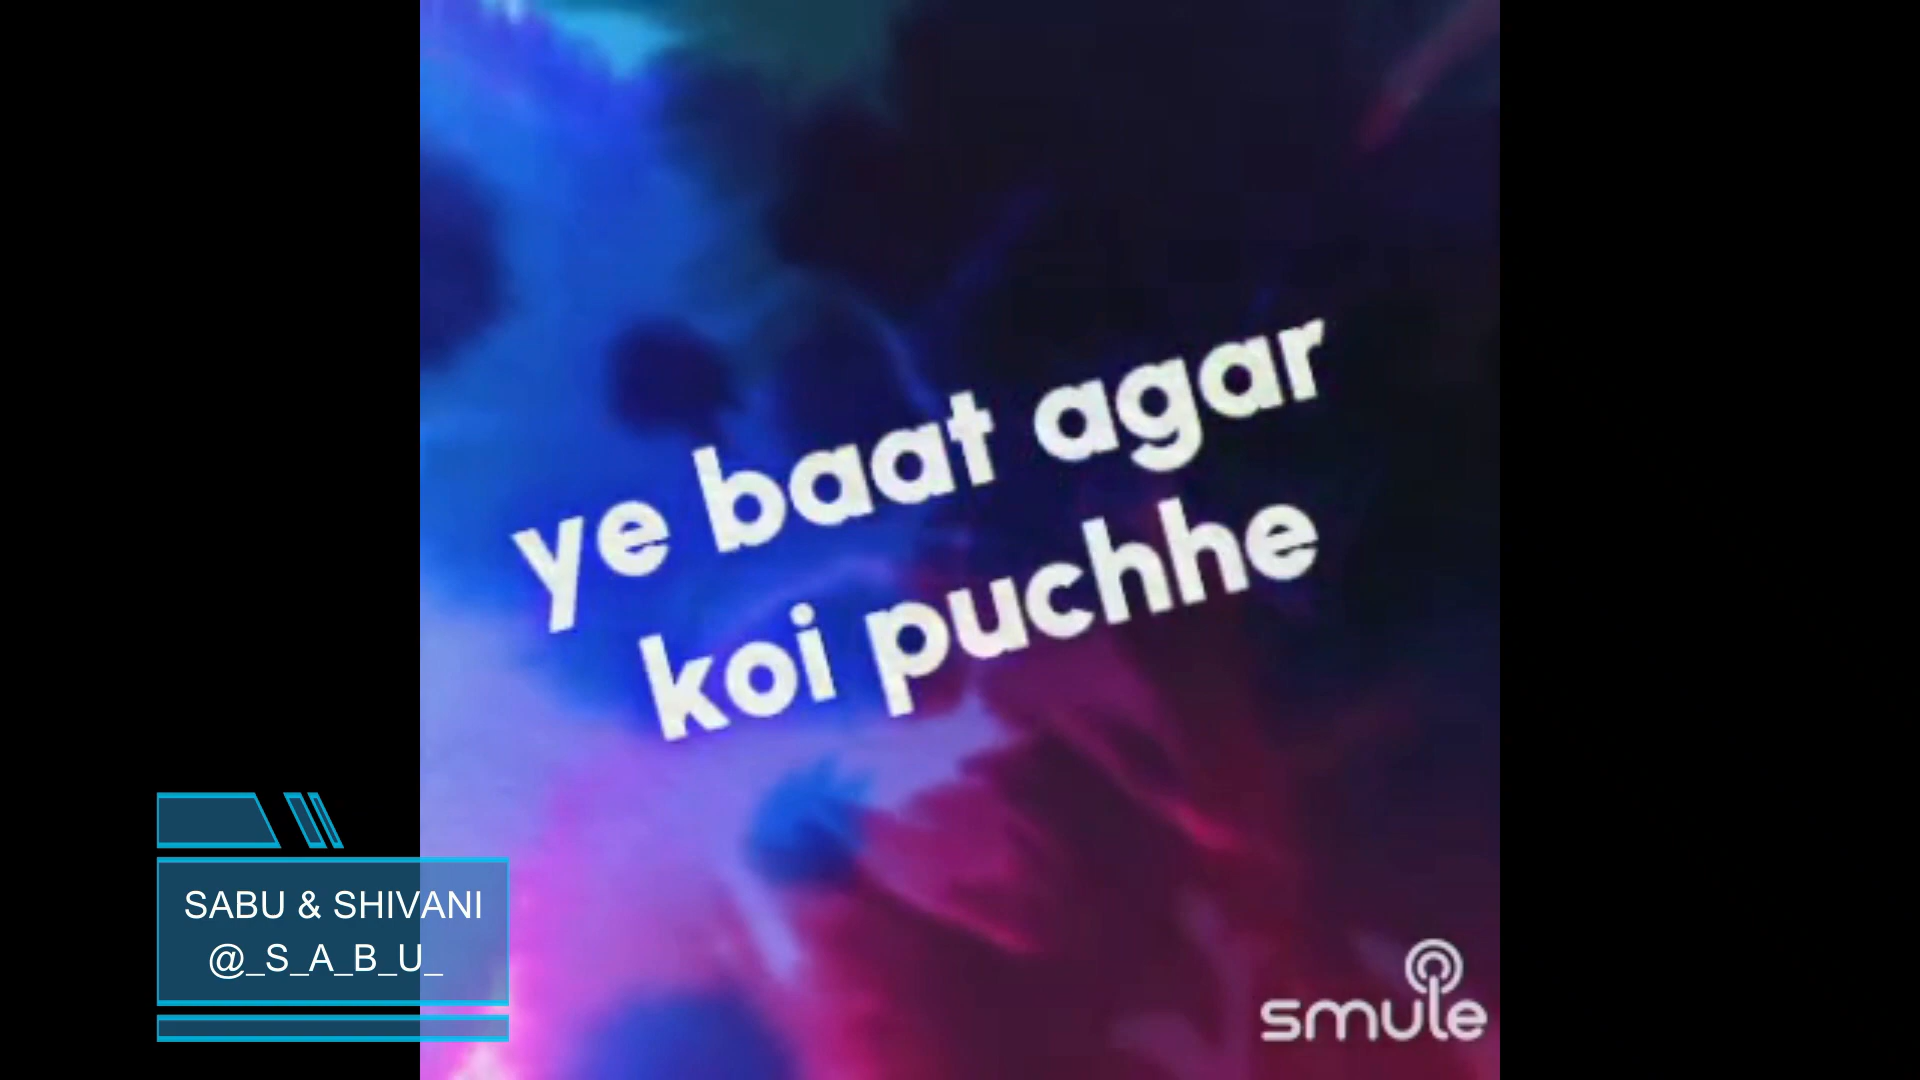 ye baat agar
koi puchhe
SABU & SHIVANI
@_S_A_B_U_
smule